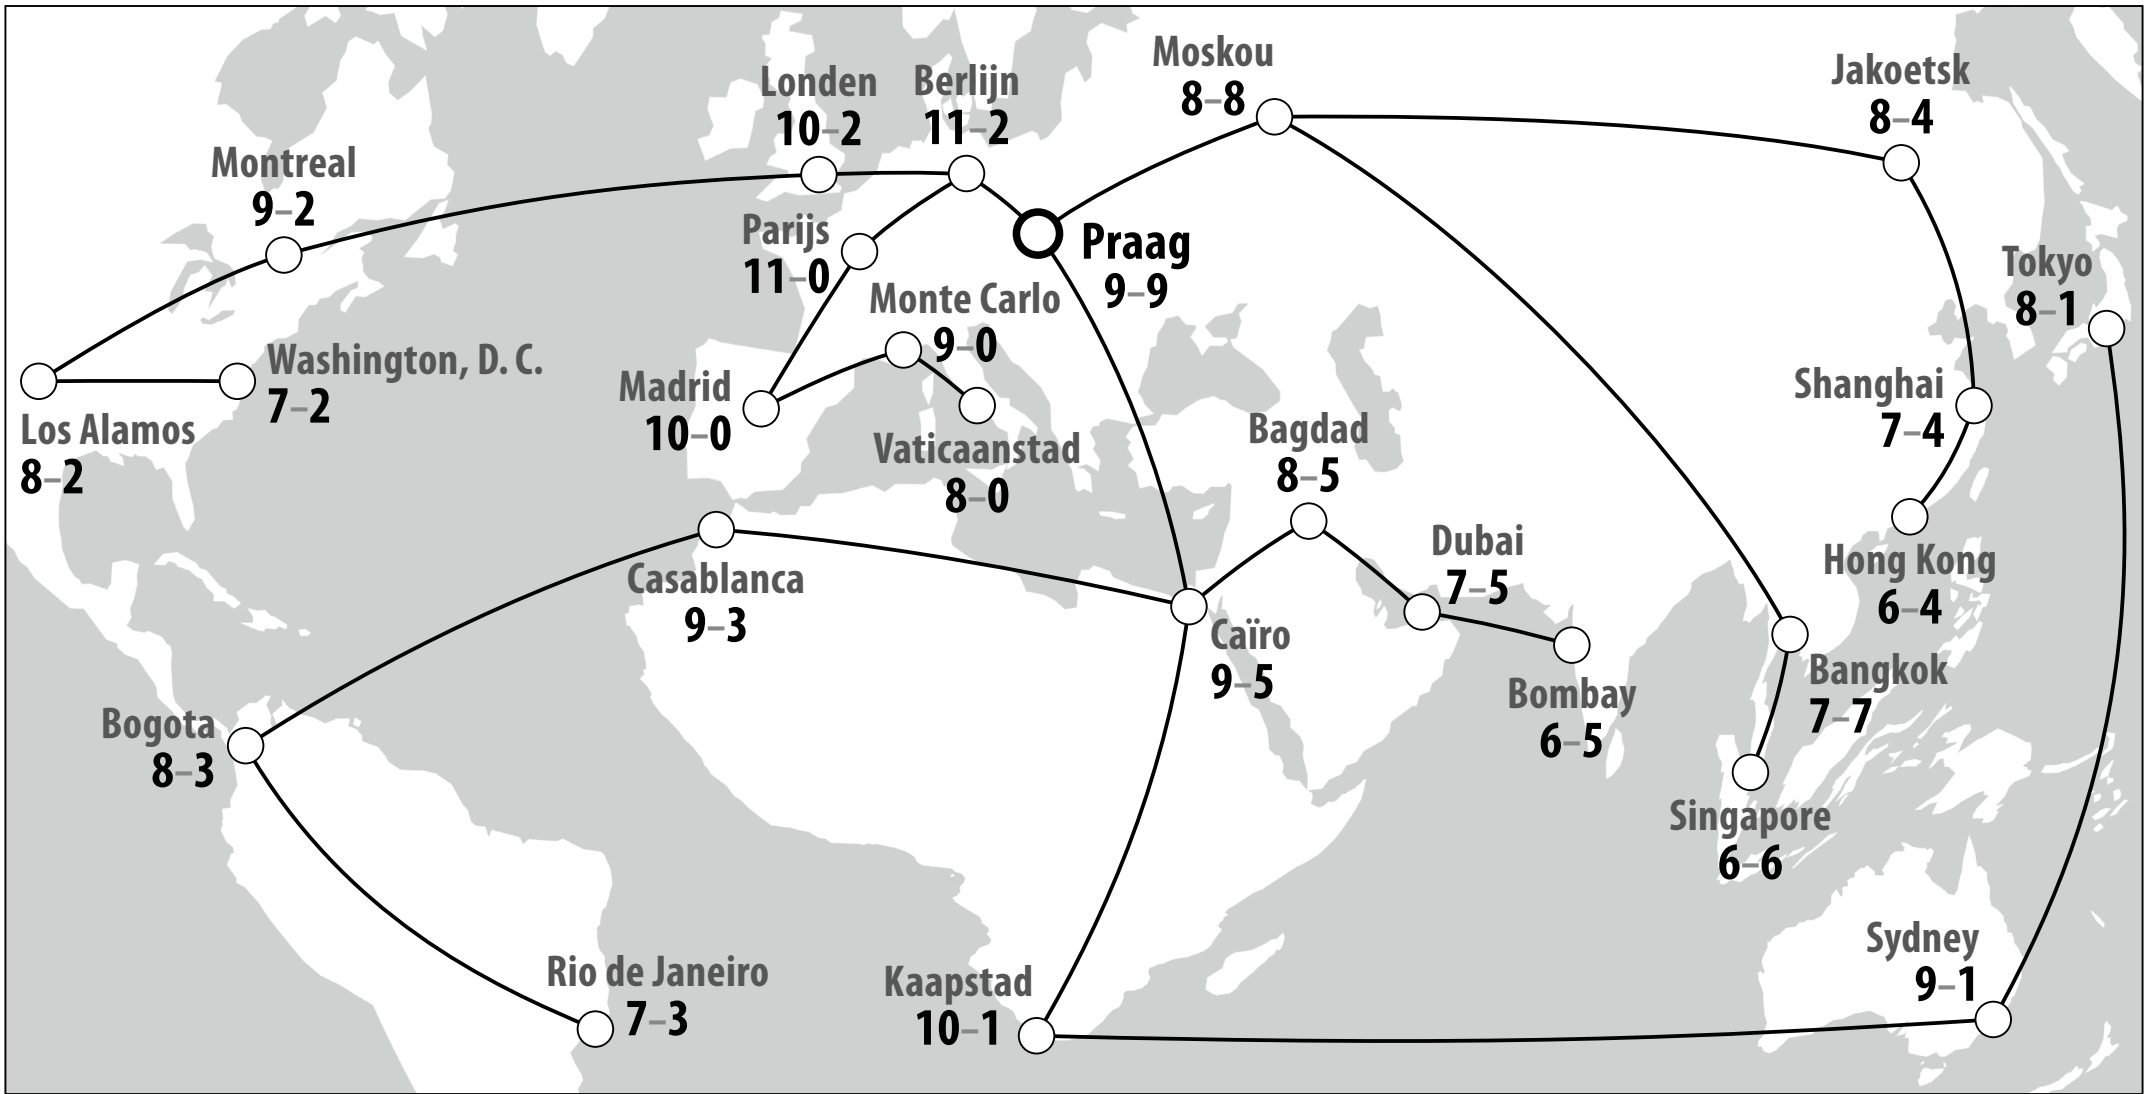 Moskou
8–8
Jakoetsk
8–4
Londen
10–2
Berlijn
11–2
Montreal
9–2
Parijs
11–0
Praag
9–9
Tokyo
8–1
Monte Carlo
9–0
Washington, D. C.
7–2
Madrid
10–0
Shanghai
7–4
Los Alamos
8–2
Vaticaanstad
8–0
Bagdad
8–5
Dubai
7–5
Hong Kong
6–4
Casablanca
9–3
Caïro
9–5
Bangkok
7–7
Bombay
6–5
Bogota
8–3
Singapore
6–6
Sydney
9–1
Rio de Janeiro
7–3
Kaapstad
10–1